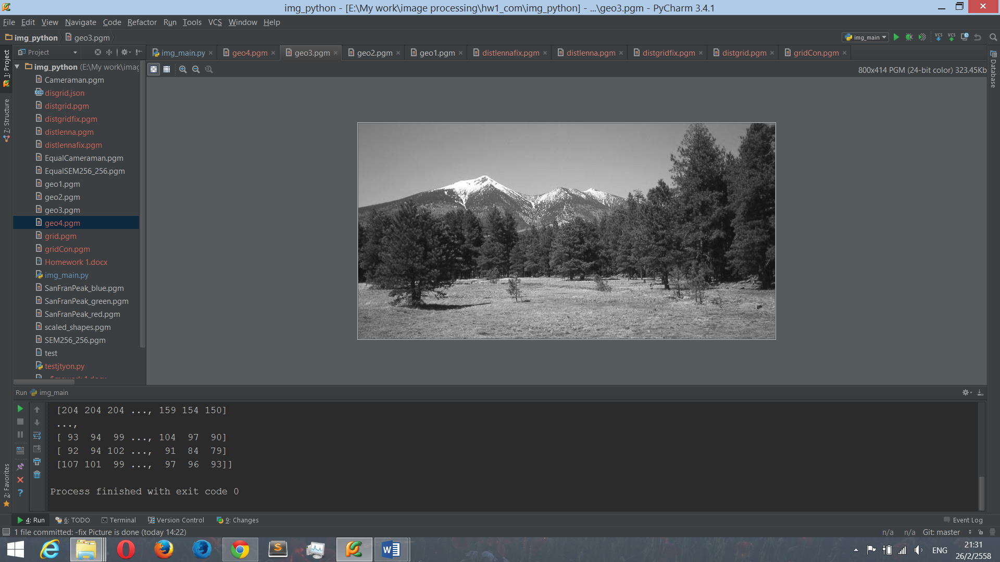 img_python - [E:\My work\image processing\hw1_com\img_python] - ...\geo3.pgm - PyCharm 3.4.1
File Edit View Navigate Code Refactor Run Tools VCS Window Help
img_python geo3.pgm img_main VCS VCS
Project img_main.py geo4.pgm geo3.pgm geo2.pgm geo1.pgm distlennafix.pgm distlenna.pgm distgridfix.pgm distgrid.pgm gridCon.pgm
800x414 PGM (24-bit color) 323.45Kb
1: Project
7: Structure
2: Favorites
Database
img_python (E:\My work\imag
Cameraman.pgm
disgrid.json
distgrid.pgm
distgridfix.pgm
distlenna.pgm
distlennafix.pgm
EqualCameraman.pgm
EqualSEM256_256.pgm
geo1.pgm
geo2.pgm
geo3.pgm
geo4.pgm
grid.pgm
gridCon.pgm
Homework 1.docx
img_main.py
SanFranPeak_blue.pgm
SanFranPeak_green.pgm
SanFranPeak_red.pgm
scaled_shapes.pgm
SEM256_256.pgm
test
testjtyon.py
Run img_main
[204 204 204 ..., 159 154 150]
...,
[ 93 94 99 ..., 104 97 90]
[ 92 94 102 ..., 91 84 79]
[107 101 99 ..., 97 96 93]]
Process finished with exit code 0
4: Run 6: TODO Terminal Version Control 9: Changes Event Log
1 file committed: -fix Picture is done (today 14:22) n/a n/a Git: master
ENG
21:31
26/2/2558